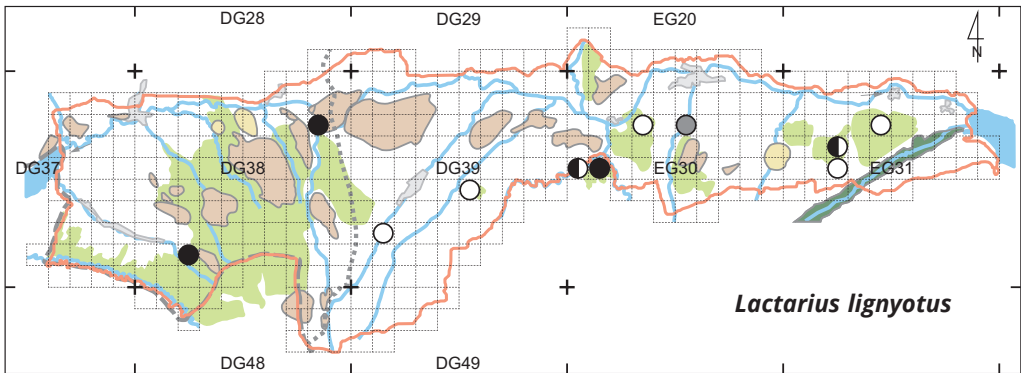 DG28 DG29 EG20
N
DG37 DG38 DG39 EG30 EG31
Lactarius lignyotus
DG48 DG49